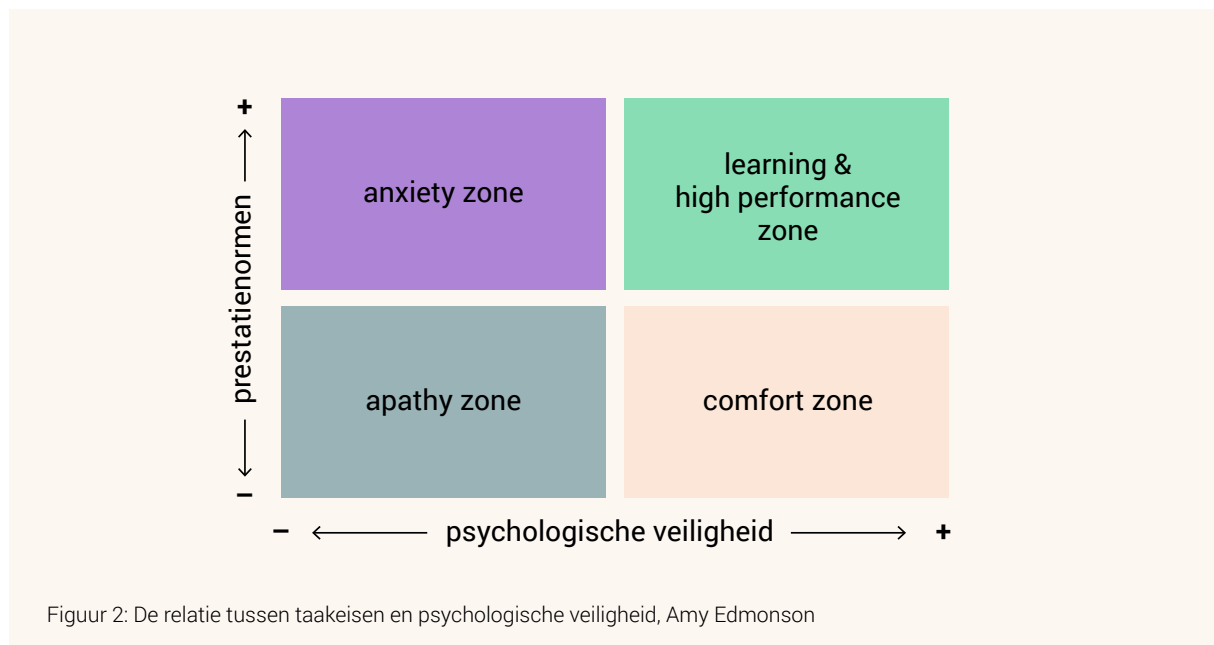 +
prestatienormen
–
anxiety zone
learning &
high performance
zone
apathy zone
comfort zone
– psychologische veiligheid +
Figuur 2: De relatie tussen taakeisen en psychologische veiligheid, Amy Edmonson